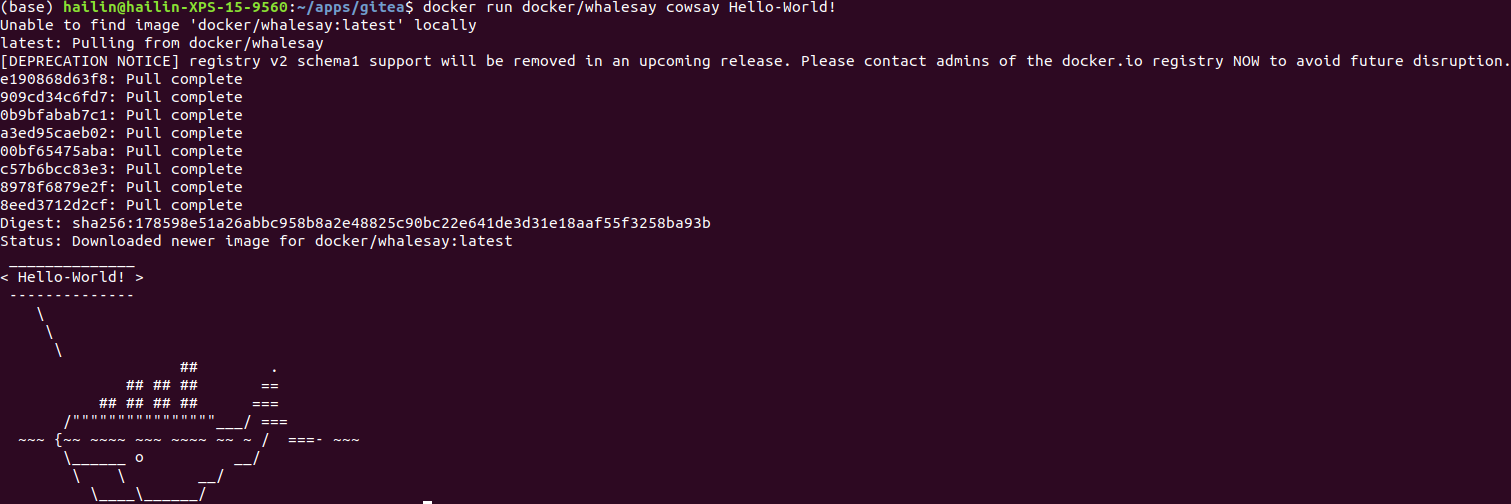 (base) hailin@hailin-XPS-15-9560:~/apps/gitea$ docker run docker/whalesay cowsay Hello-World!
Unable to find image 'docker/whalesay:latest' locally
latest: Pulling from docker/whalesay
[DEPRECATION NOTICE] registry v2 schema1 support will be removed in an upcoming release. Please contact admins of the docker.io registry NOW to avoid future disruption.
e190868d63f8: Pull complete
909cd34c6fd7: Pull complete
0b9bfabab7c1: Pull complete
a3ed95caeb02: Pull complete
00bf65475aba: Pull complete
c57b6bcc83e3: Pull complete
8978f6879e2f: Pull complete
8eed3712d2cf: Pull complete
Digest: sha256:178598e51a26abbc958b8a2e48825c90bc22e641de3d31e18aaf55f3258ba93b
Status: Downloaded newer image for docker/whalesay:latest
 ______________
< Hello-World! >
 --------------
    \
     \
      \
                    ##        .
              ## ## ##       ==
           ## ## ## ##      ===
       /""""""""""""""""___/ ===
  ~~~ {~~ ~~~~ ~~~ ~~~~ ~~ ~ /  ===- ~~~
       \______ o          __/
        \    \        __/
          \____\______/